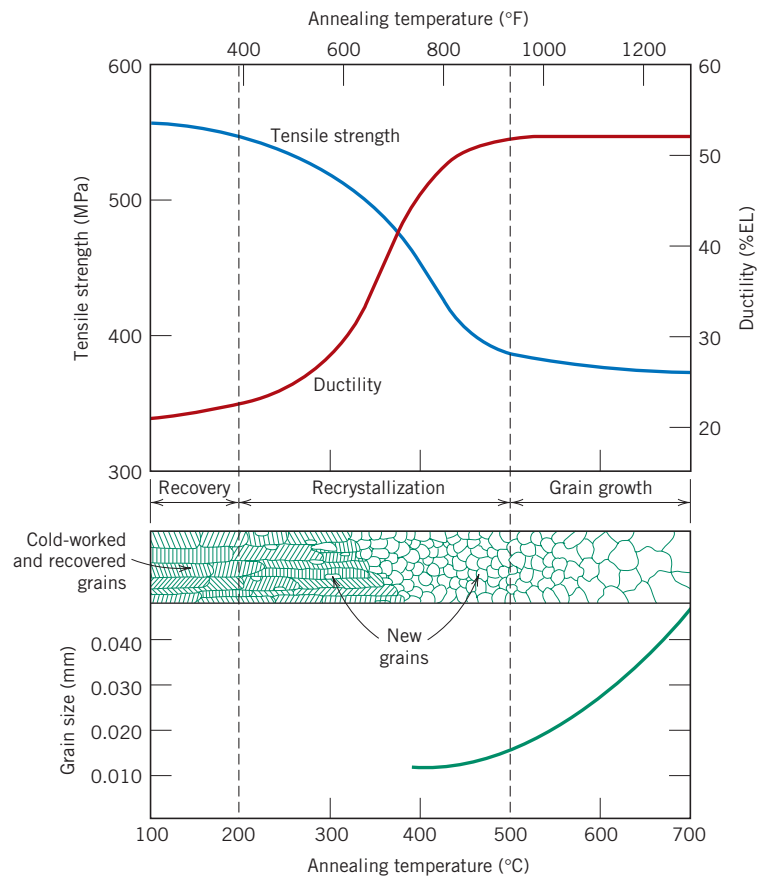 Annealing temperature (°F)
400 600 800 1000 1200
600 60
Tensile strength
50
500
Tensile strength (MPa)
40
Ductility (%EL)
400
30
Ductility
20
300
Recovery Recrystallization Grain growth
Cold-worked
and recovered
grains
New
grains
0.040
0.030
Grain size (mm)
0.020
0.010
100 200 300 400 500 600 700
Annealing temperature (°C)